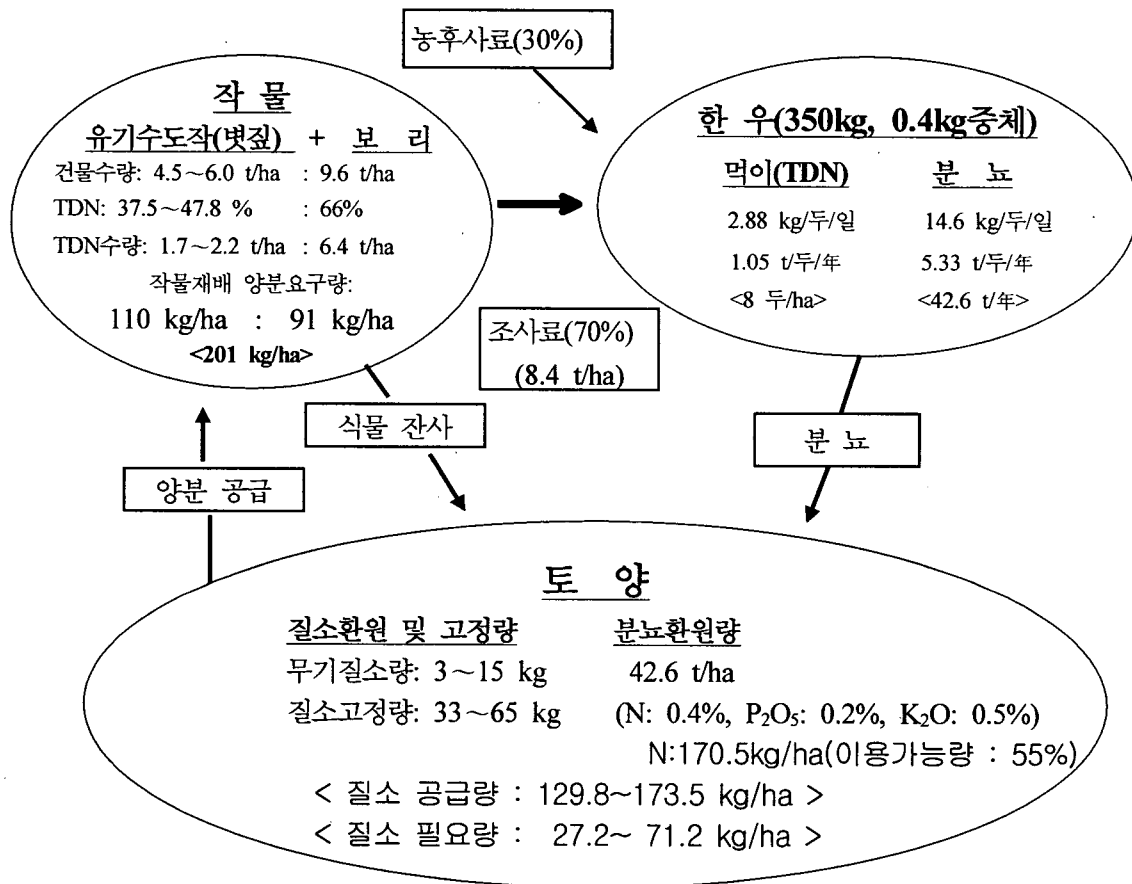 농후사료(30%)
작 물
유기수도작(볏짚) + 보 리
건물수량: 4.5~6.0 t/ha : 9.6 t/ha
TDN: 37.5~47.8 % : 66%
TDN수량: 1.7~2.2 t/ha : 6.4 t/ha
작물재배 양분요구량:
110 kg/ha : 91 kg/ha
<201 kg/ha>
한 우(350kg, 0.4kg중체)
먹이(TDN) 분 뇨
2.88 kg/두/일 14.6 kg/두/일
1.05 t/두/年 5.33 t/두/年
<8 두/ha> <42.6 t/年>
조사료(70%)
(8.4 t/ha)
식물 잔사
분 뇨
양분 공급
토 양
질소환원 및 고정량 분뇨환원량
무기질소량: 3~15 kg 42.6 t/ha
질소고정량: 33~65 kg (N: 0.4%, P₂O₅: 0.2%, K₂O: 0.5%)
N:170.5kg/ha(이용가능량 : 55%)
< 질소 공급량 : 129.8~173.5 kg/ha >
< 질소 필요량 : 27.2~ 71.2 kg/ha >